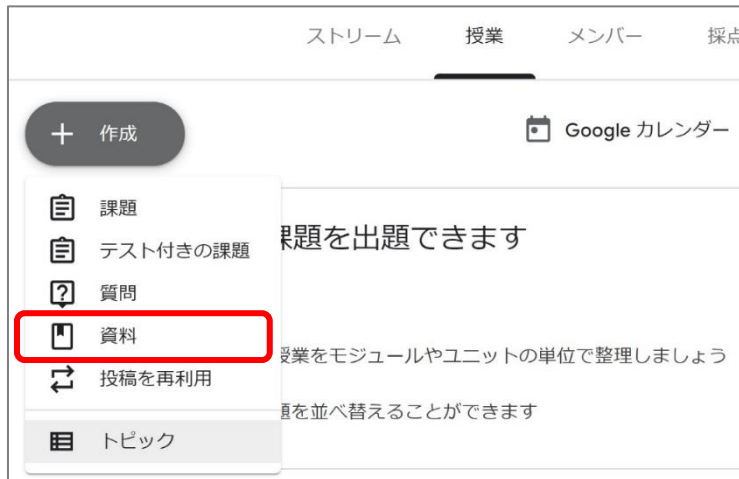 ストリーム 授業 メンバー
作成
Google カレンダー
課題
テスト付きの課題
課題を出題できます
質問
資料
授業をモジュールやユニットの単位で整理しましょう
投稿を再利用
題を並べ替えることができます
トピック